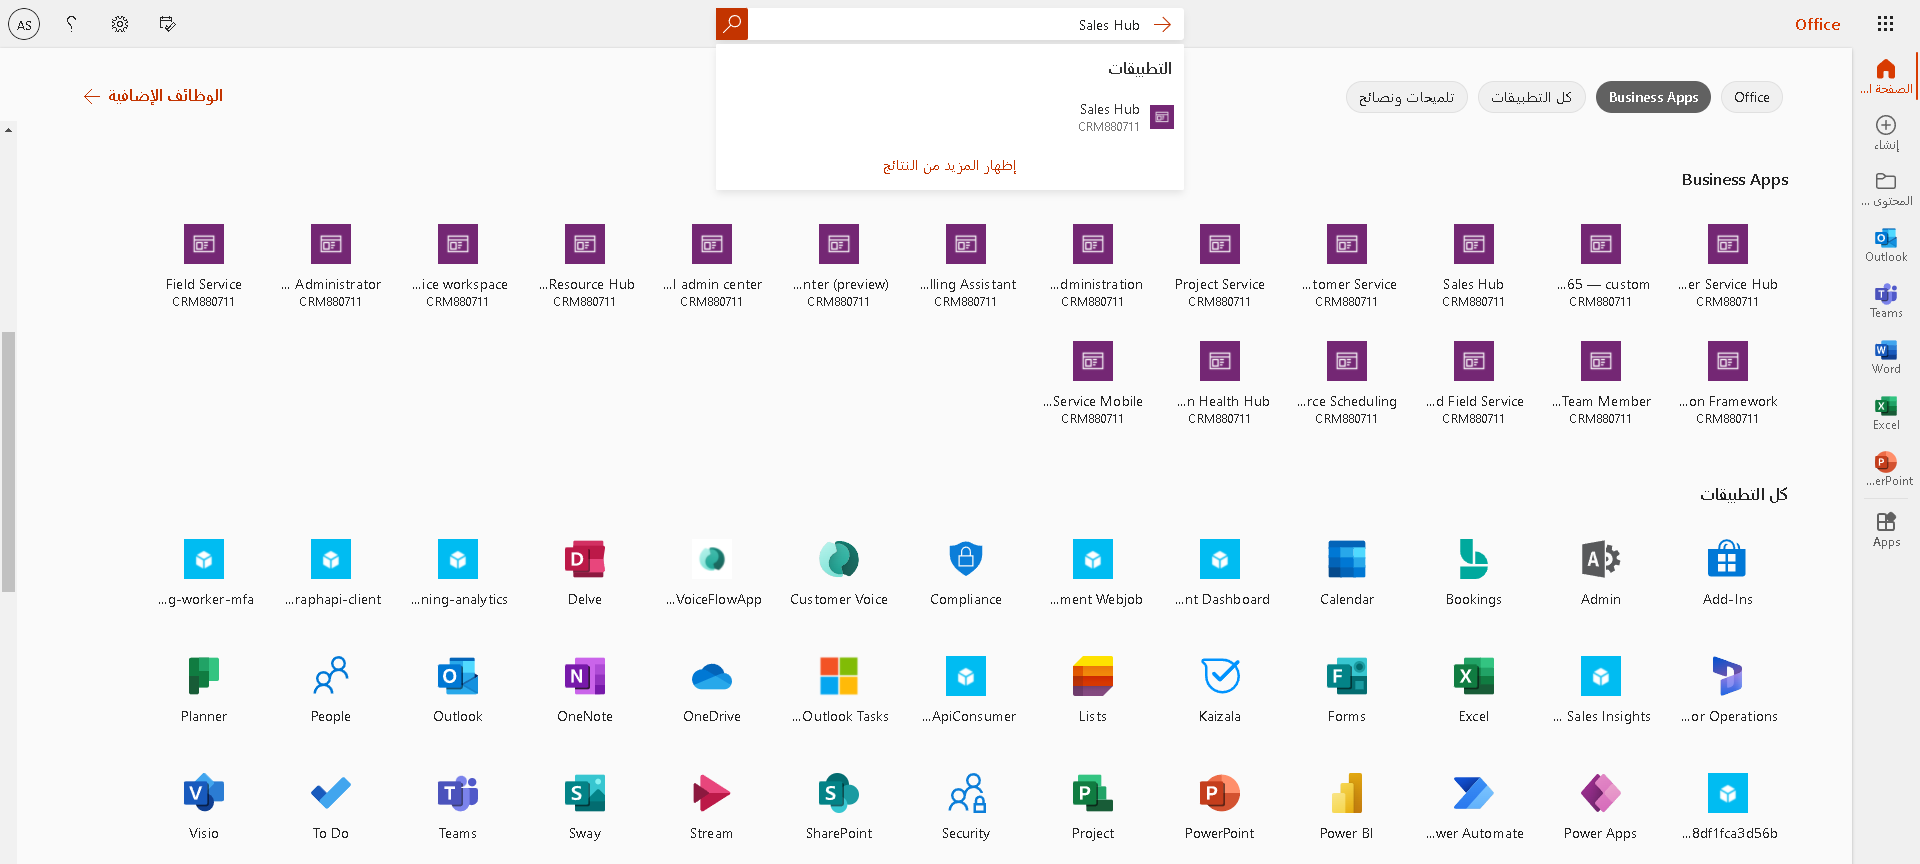 AS
Sales Hub
Office
التطبيقات
Sales Hub
CRM880711
إظهار المزيد من النتائج
الوظائف الإضافية
Office
Business Apps
كل التطبيقات
تلميحات ونصائح
الصفحة ا...
إنشاء
المحتوى ...
Outlook
Teams
Word
Excel
...erPoint
Apps
Business Apps
...er Service Hub
CRM880711
...65 — custom
CRM880711
Sales Hub
CRM880711
...tomer Service
CRM880711
Project Service
CRM880711
...dministration
CRM880711
...lling Assistant
CRM880711
...nter (preview)
CRM880711
...l admin center
CRM880711
...Resource Hub
CRM880711
...ice workspace
CRM880711
... Administrator
CRM880711
Field Service
CRM880711
...on Framework
CRM880711
...Team Member
CRM880711
...d Field Service
CRM880711
...rce Scheduling
CRM880711
...n Health Hub
CRM880711
...Service Mobile
CRM880711
كل التطبيقات
Add-Ins
Admin
Bookings
Calendar
...nt Dashboard
...ment Webjob
Compliance
Customer Voice
...VoiceFlowApp
Delve
...ning-analytics
...raphapi-client
...g-worker-mfa
...or Operations
... Sales Insights
Excel
Forms
Kaizala
Lists
...ApiConsumer
...Outlook Tasks
OneDrive
OneNote
Outlook
People
Planner
...8df1fca3d56b
Power Apps
...wer Automate
Power BI
PowerPoint
Project
Security
SharePoint
Stream
Sway
Teams
To Do
Visio